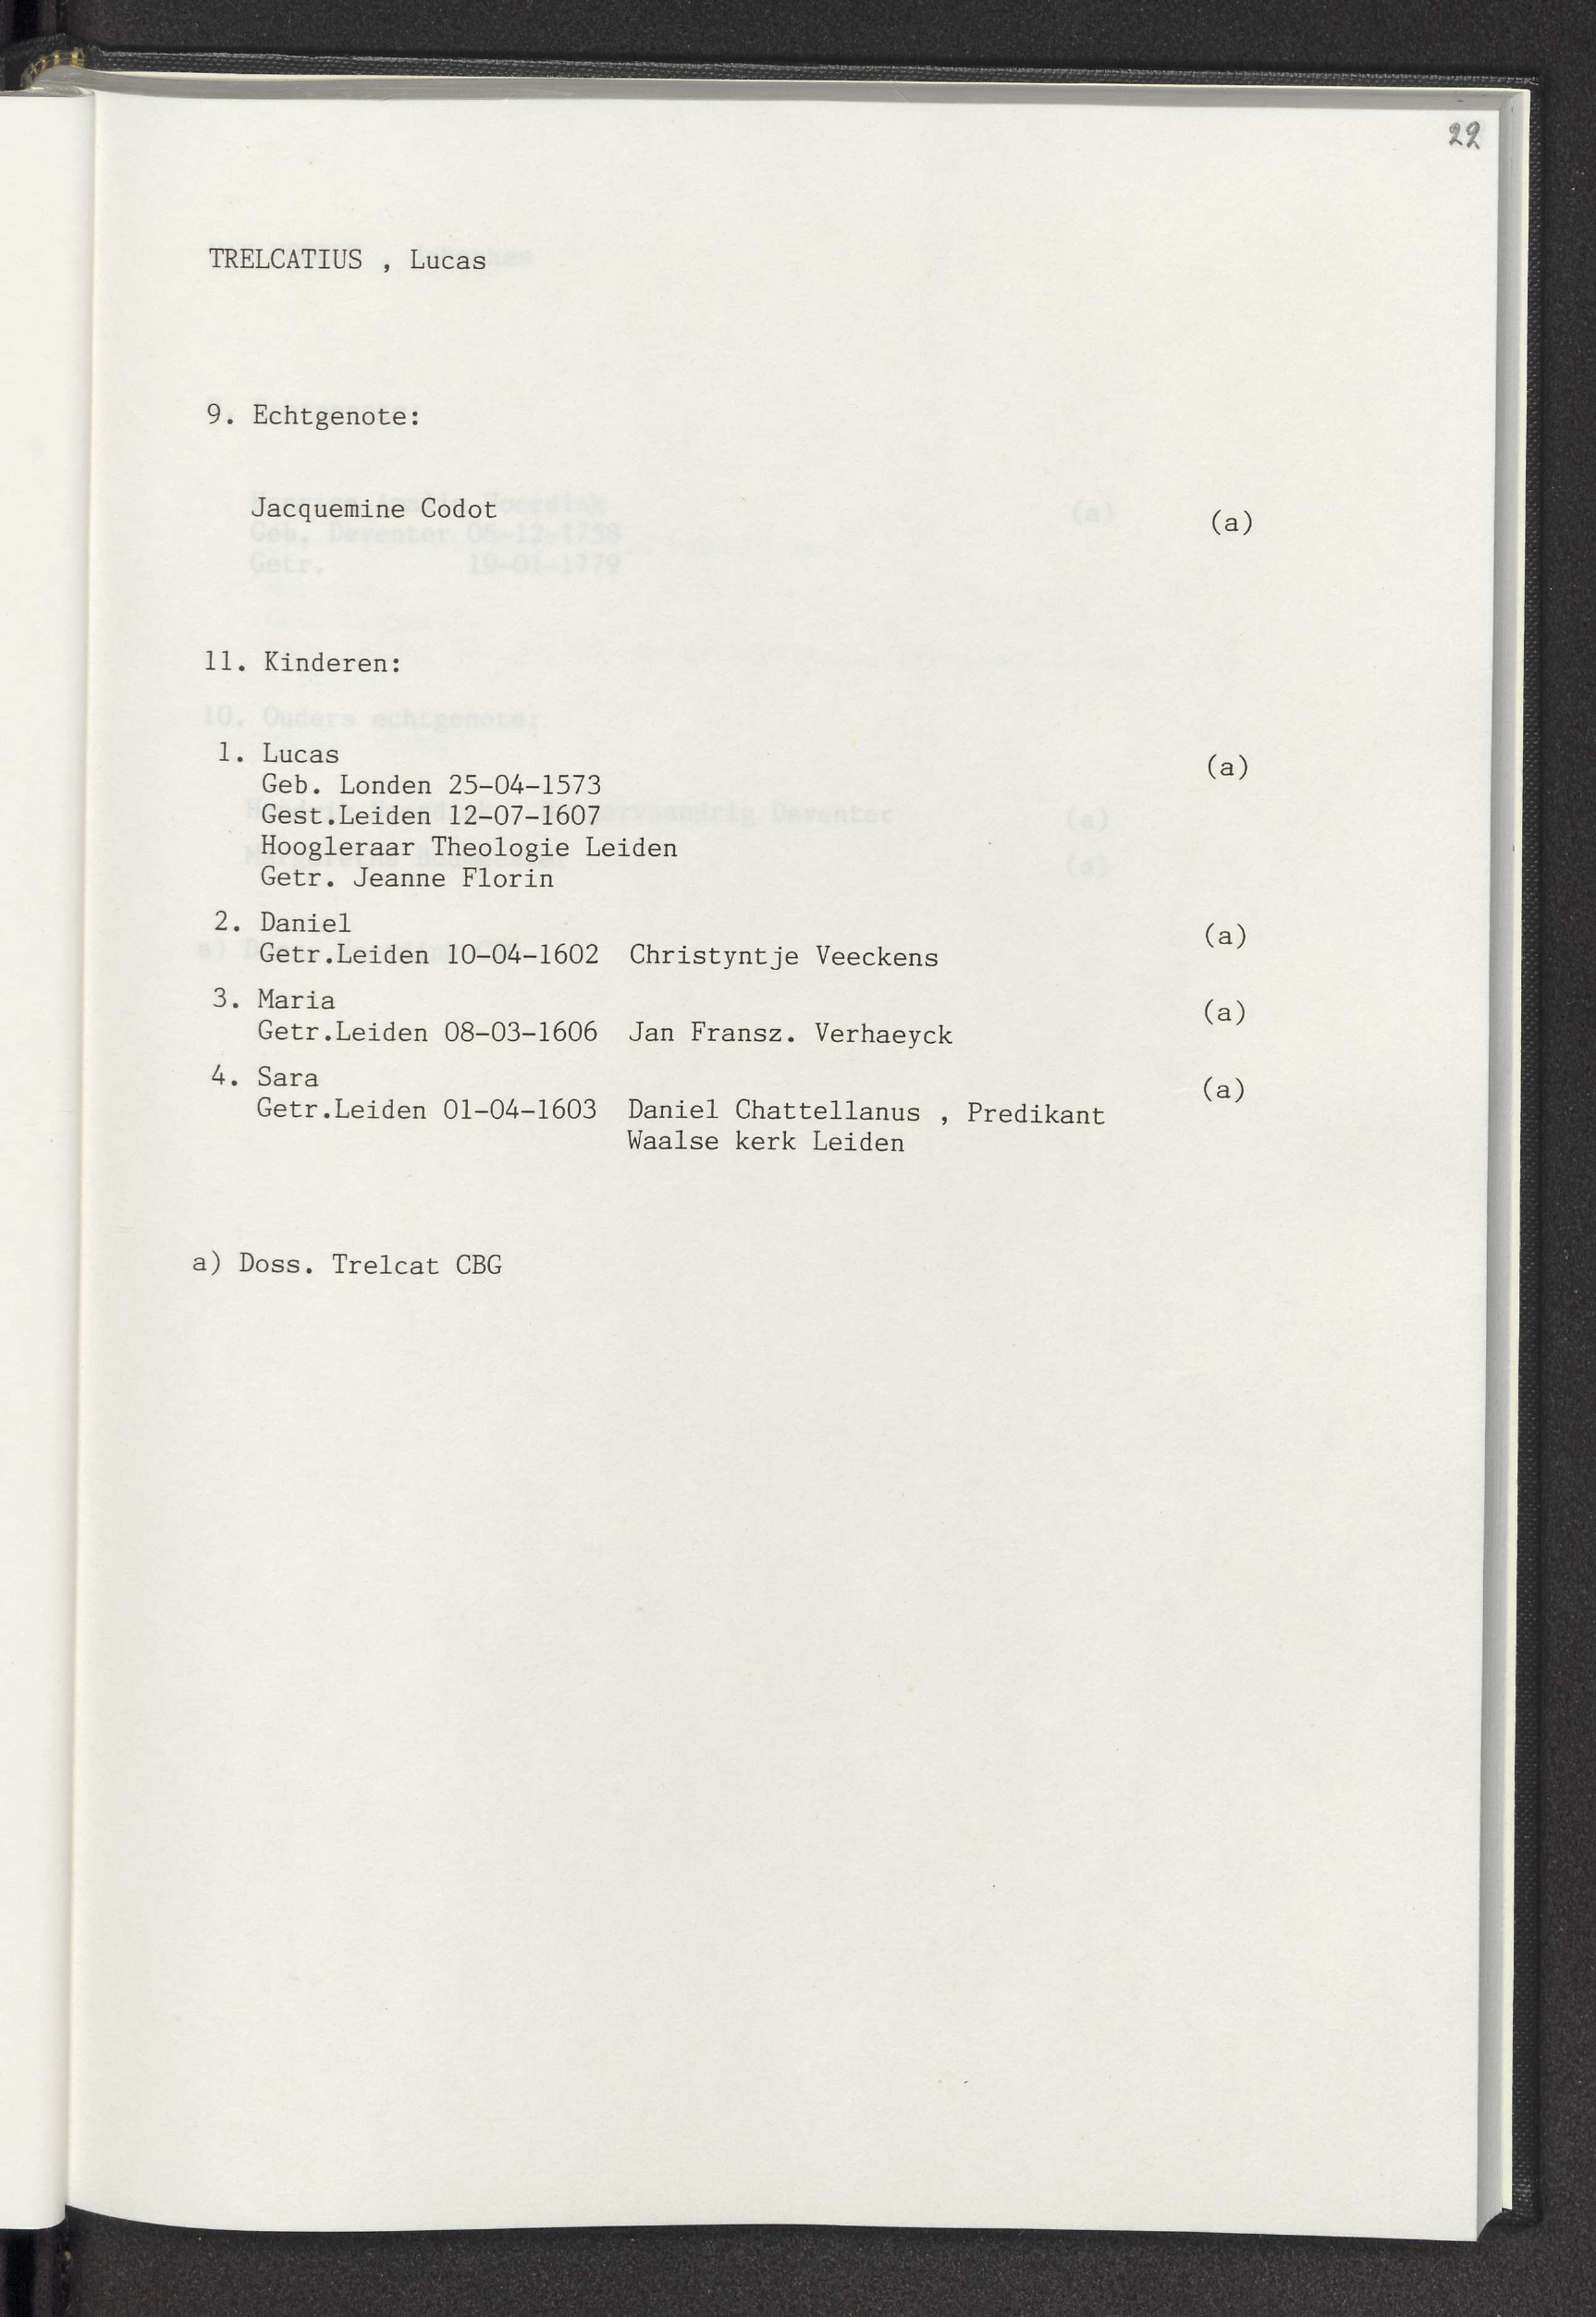 22
TRELCATIUS , Lucas
9. Echtgenote:
Jacquemine Codot (a)
11. Kinderen:
1. Lucas (a)
Geb. Londen 25-04-1573
Gest.Leiden 12-07-1607
Hoogleraar Theologie Leiden
Getr. Jeanne Florin
2. Daniel (a)
Getr.Leiden 10-04-1602 Christyntje Veeckens
3. Maria (a)
Getr.Leiden 08-03-1606 Jan Fransz. Verhaeyck
4. Sara (a)
Getr.Leiden 01-04-1603 Daniel Chattellanus , Predikant
Waalse kerk Leiden
a) Doss. Trelcat CBG